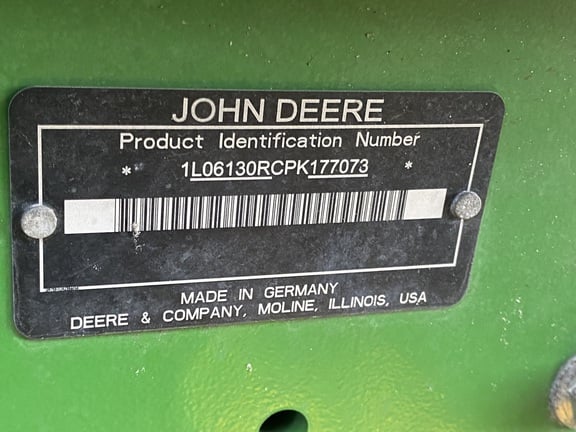 JOHN DEERE
Product Identification Number
* 1L06130RCPK177073 *
MADE IN GERMANY
DEERE & COMPANY, MOLINE, ILLINOIS, USA